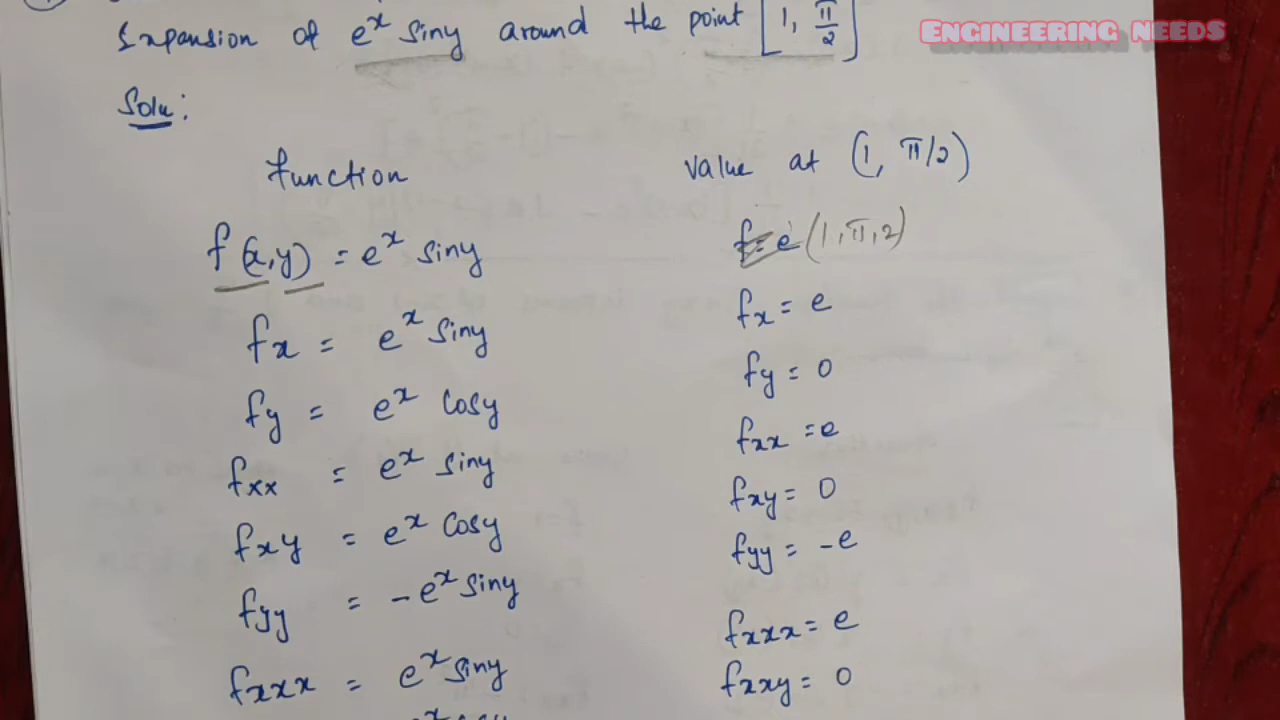 Expansion of e^x siny around the point [1, π/2]
ENGINEERING NEEDS
Solu:
function value at (1, π/2)
f(x,y) = e^x siny f = e (1, π, 2)
fx = e^x siny fx = e
fy = e^x cosy fy = 0
fxx = e^x siny fxx = e
fxy = e^x cosy fxy = 0
fyy = -e^x siny fyy = -e
fxxx = e^x siny fxxx = e
fxxy = 0